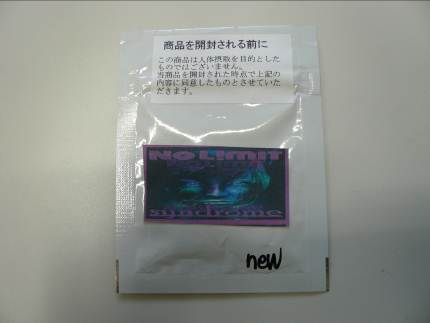 商品を開封される前に
この商品は人体摂取を目的とした
ものではございません。
当商品を開封された時点で上記の
内容に同意したものとさせていた
だきます。
NO LIMIT
sindrome
new